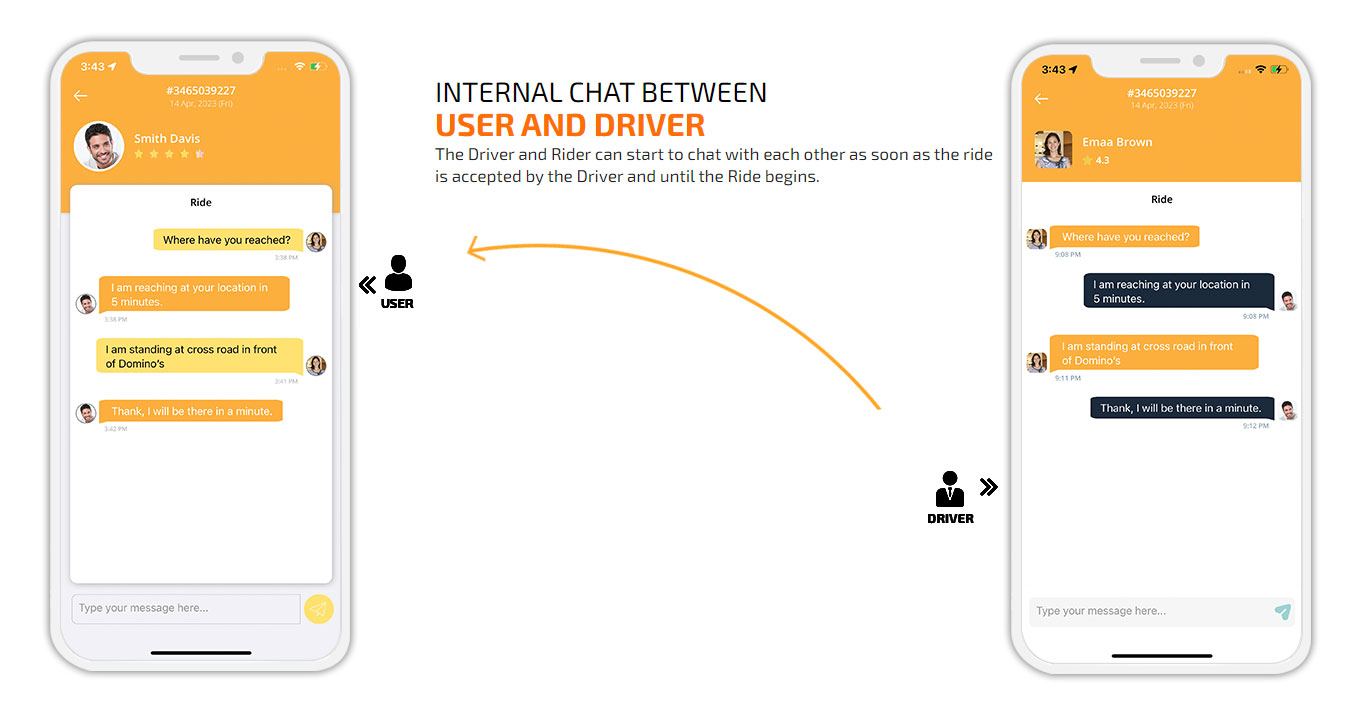 3:43
#3465039227
14 Apr, 2023 (Fri)
Smith Davis
Ride
Where have you reached?
3:38 PM
I am reaching at your location in
5 minutes.
3:38 PM
I am standing at cross road in front
of Domino's
3:41 PM
Thank, I will be there in a minute.
3:42 PM
Type your message here...
INTERNAL CHAT BETWEEN
USER AND DRIVER
The Driver and Rider can start to chat with each other as soon as the ride
is accepted by the Driver and until the Ride begins.
USER
DRIVER
3:43
#3465039227
14 Apr, 2023 (Fri)
Emaa Brown
4.3
Ride
Where have you reached?
9:08 PM
I am reaching at your location in
5 minutes.
9:08 PM
I am standing at cross road in front
of Domino's
9:11 PM
Thank, I will be there in a minute.
9:12 PM
Type your message here...